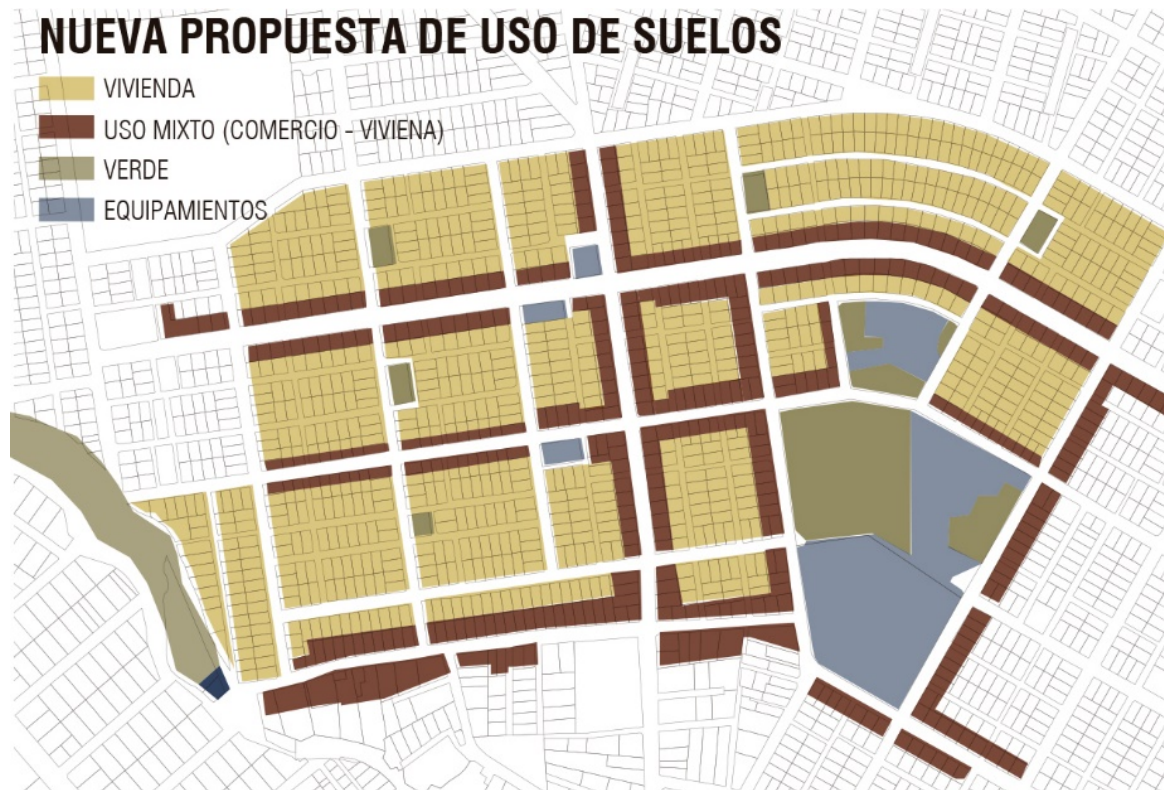 NUEVA PROPUESTA DE USO DE SUELOS
VIVIENDA
USO MIXTO (COMERCIO - VIVIENA)
VERDE
EQUIPAMIENTOS